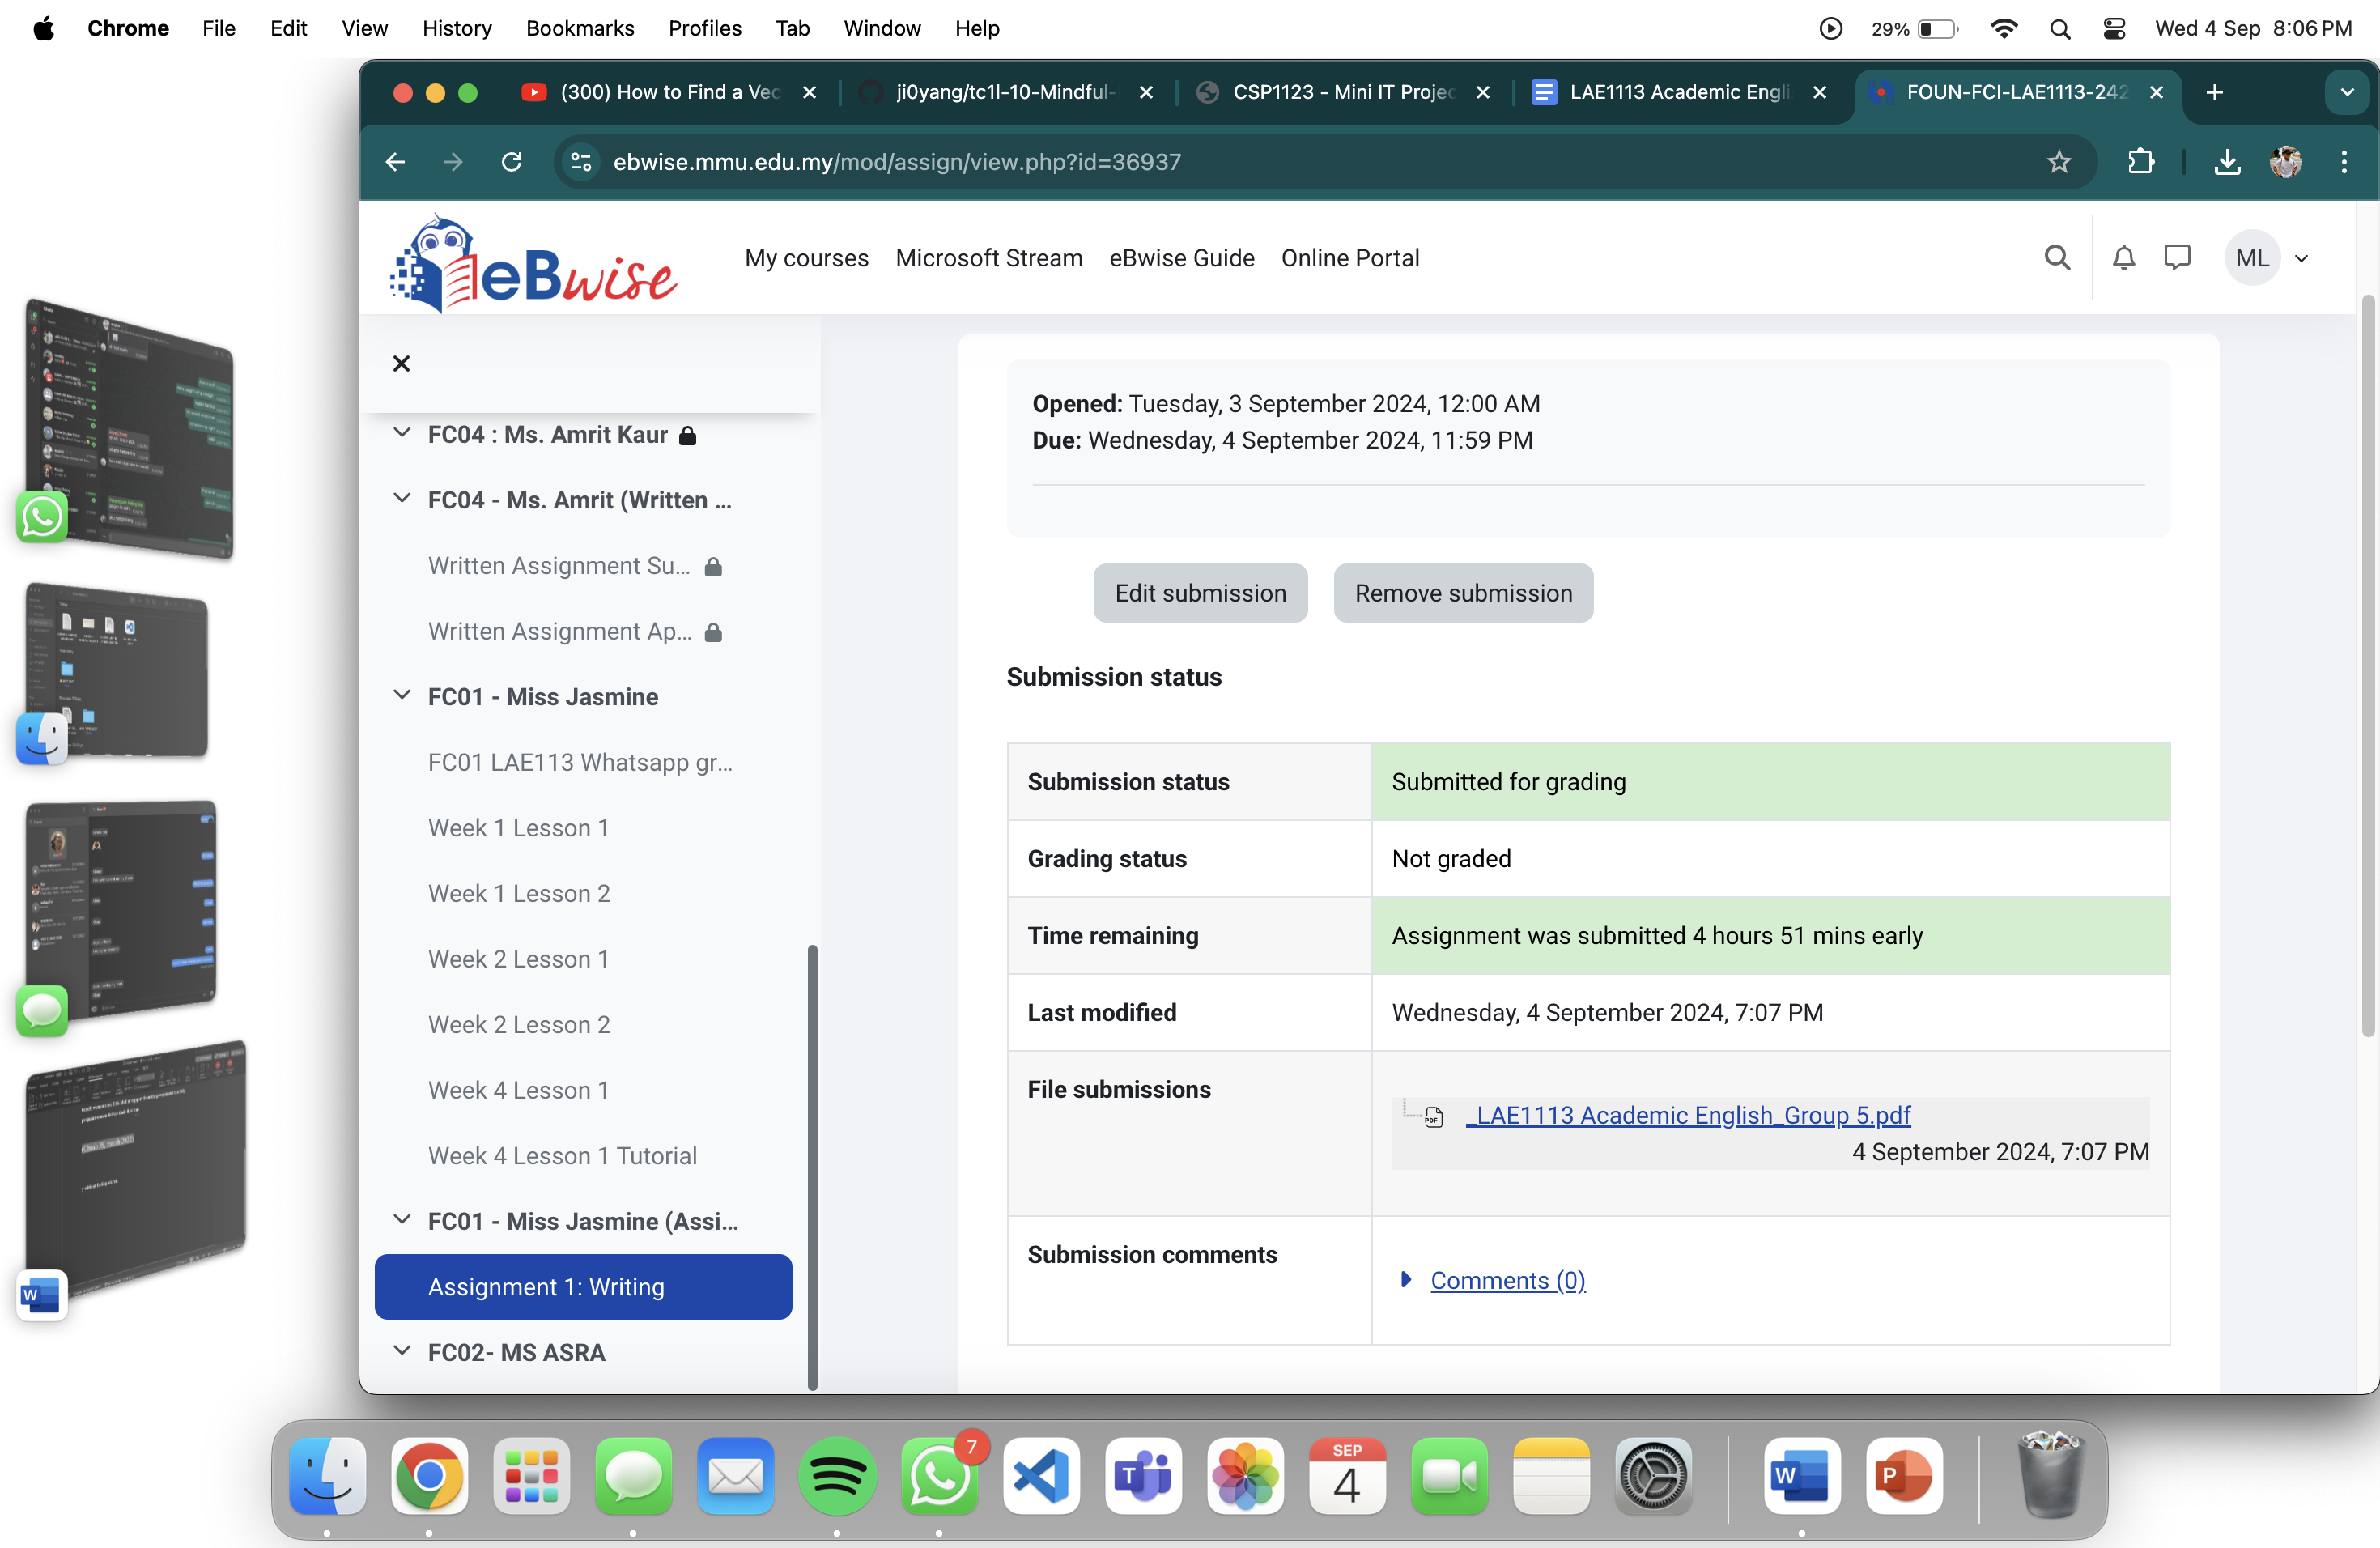 Chrome File Edit View History Bookmarks Profiles Tab Window Help 29% Wed 4 Sep 8:06 PM
(300) How to Find a Vec
ji0yang/tc1l-10-Mindful-
CSP1123 - Mini IT Projec
LAE1113 Academic Engli
FOUN-FCI-LAE1113-242
ebwise.mmu.edu.my/mod/assign/view.php?id=36937
eBwise
My courses Microsoft Stream eBwise Guide Online Portal
ML
FC04 : Ms. Amrit Kaur
FC04 - Ms. Amrit (Written ...
Written Assignment Su...
Written Assignment Ap...
FC01 - Miss Jasmine
FC01 LAE113 Whatsapp gr...
Week 1 Lesson 1
Week 1 Lesson 2
Week 2 Lesson 1
Week 2 Lesson 2
Week 4 Lesson 1
Week 4 Lesson 1 Tutorial
FC01 - Miss Jasmine (Assi...
Assignment 1: Writing
FC02- MS ASRA
Opened: Tuesday, 3 September 2024, 12:00 AM
Due: Wednesday, 4 September 2024, 11:59 PM
Edit submission Remove submission
Submission status
Submission status Submitted for grading
Grading status Not graded
Time remaining Assignment was submitted 4 hours 51 mins early
Last modified Wednesday, 4 September 2024, 7:07 PM
File submissions
PDF _LAE1113 Academic English_Group 5.pdf
4 September 2024, 7:07 PM
Submission comments
Comments (0)
W
7
T
SEP
4
W
P